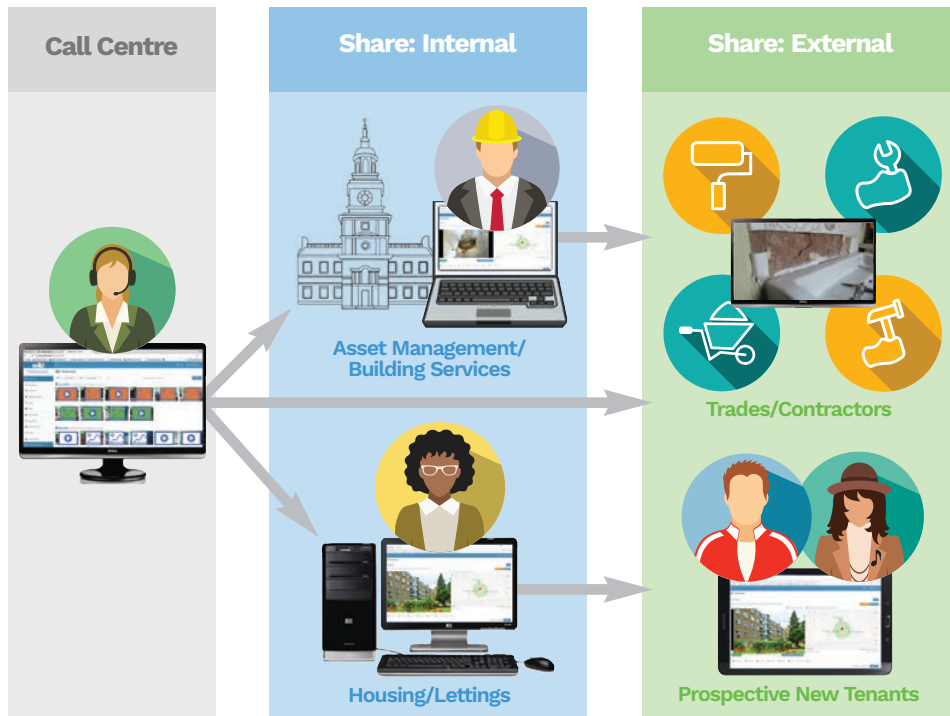 Call Centre
Share: Internal
Share: External
Asset Management/
Building Services
Trades/Contractors
Housing/Lettings
Prospective New Tenants